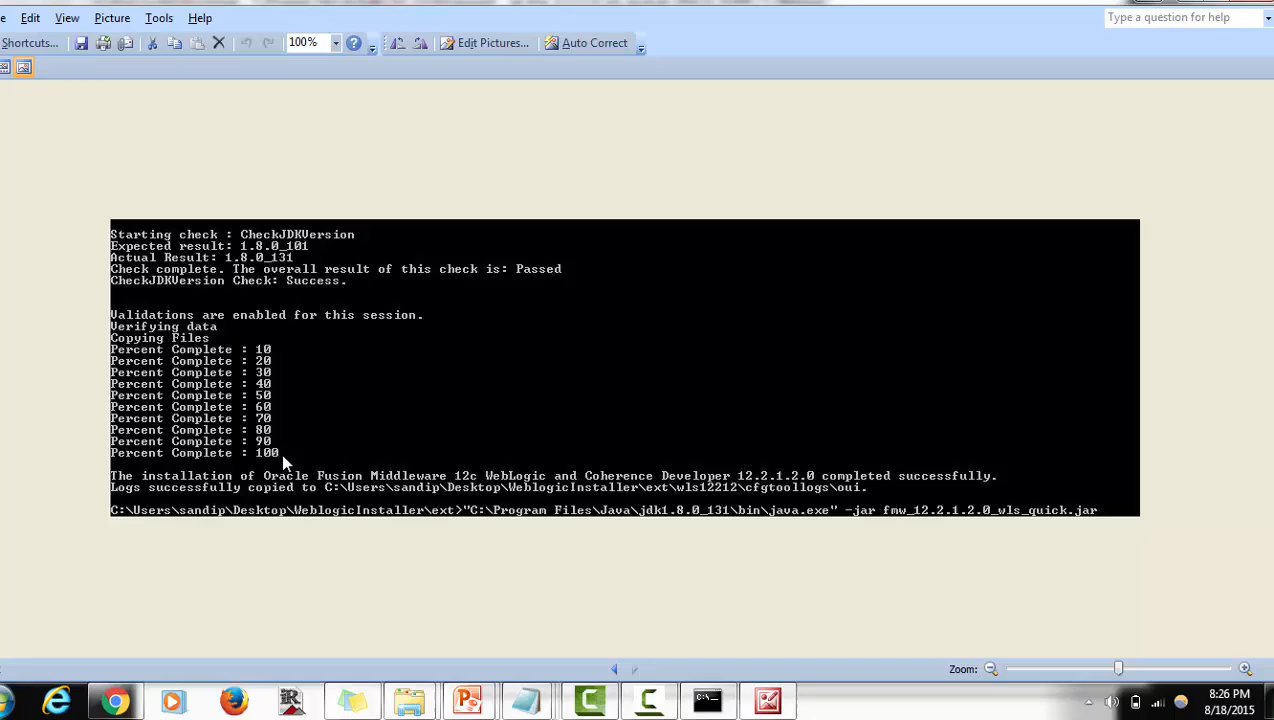 Edit View Picture Tools Help
Type a question for help
Shortcuts... 100% Edit Pictures... Auto Correct
Starting check : CheckJDKVersion
Expected result: 1.8.0_101
Actual Result: 1.8.0_131
Check complete. The overall result of this check is: Passed
CheckJDKVersion Check: Success.
Validations are enabled for this session.
Verifying data
Copying Files
Percent Complete : 10
Percent Complete : 20
Percent Complete : 30
Percent Complete : 40
Percent Complete : 50
Percent Complete : 60
Percent Complete : 70
Percent Complete : 80
Percent Complete : 90
Percent Complete : 100
The installation of Oracle Fusion Middleware 12c WebLogic and Coherence Developer 12.2.1.2.0 completed successfully.
Logs successfully copied to C:\Users\sandip\Desktop\WeblogicInstaller\ext\wls12212\cfgtoollogs\oui.
C:\Users\sandip\Desktop\WeblogicInstaller\ext>"C:\Program Files\Java\jdk1.8.0_131\bin\java.exe" -jar fmw_12.2.1.2.0_wls_quick.jar
Zoom:
8:26 PM
8/18/2015